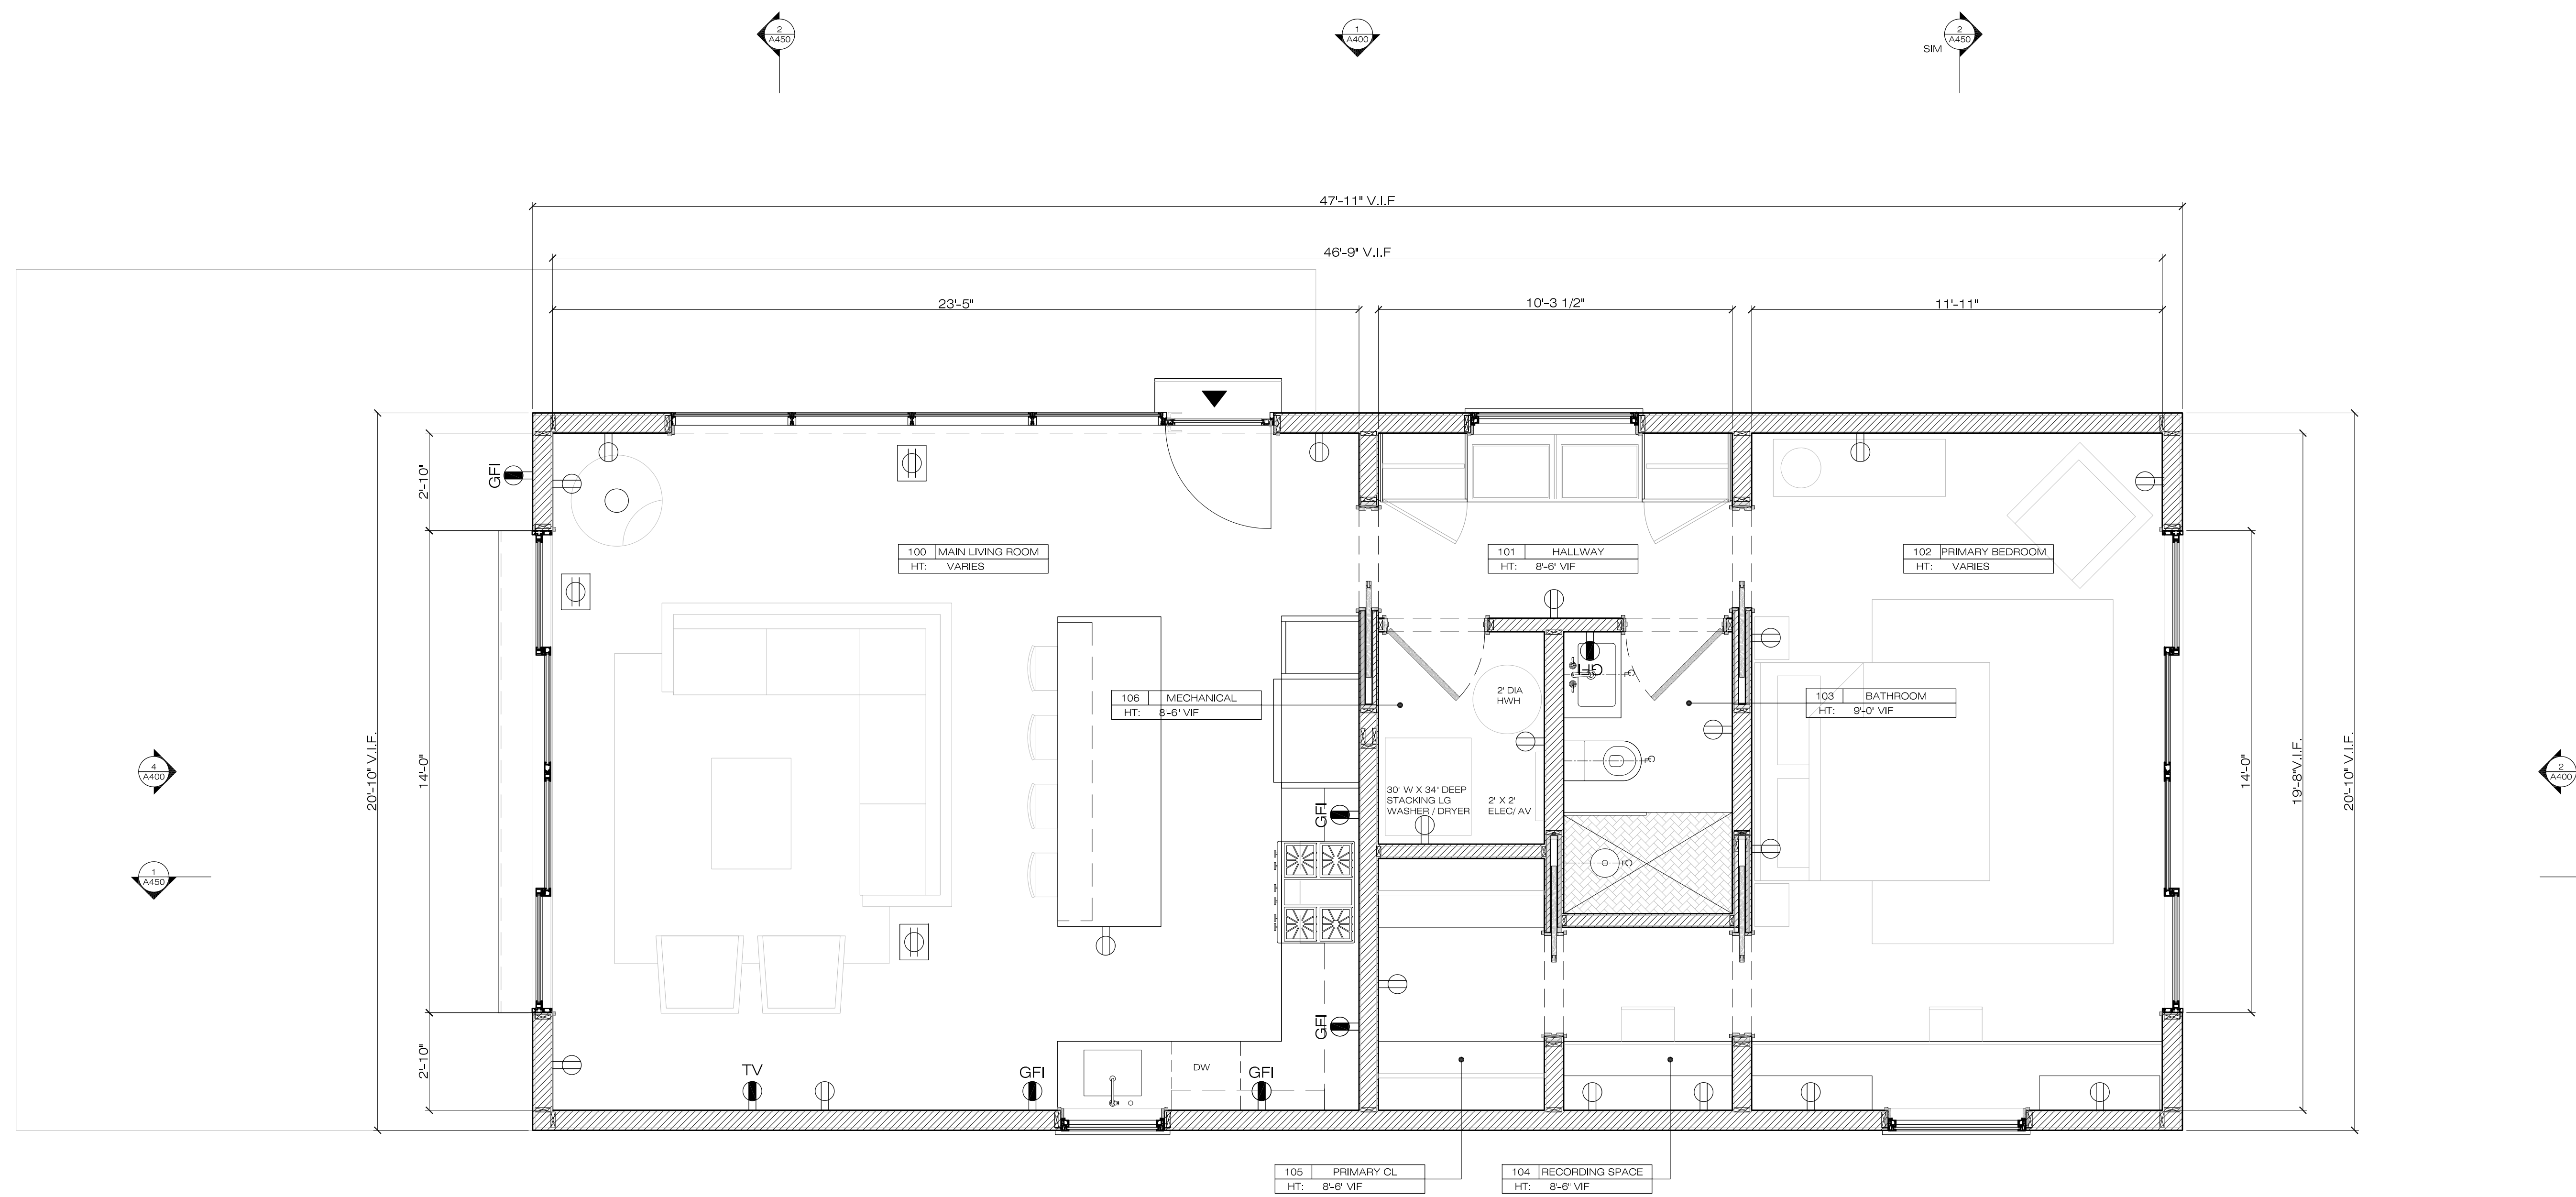 2
A450
1
A400
SIM
2
A450
47'-11" V.I.F
46'-9" V.I.F
23'-5"
10'-3 1/2"
11'-11"
GFI
2'-10"
100 MAIN LIVING ROOM
HT: VARIES
101 HALLWAY
HT: 8'-6" VIF
102 PRIMARY BEDROOM
HT: VARIES
GFI
106 MECHANICAL
HT: 8'-6" VIF
2' DIA
HWH
103 BATHROOM
HT: 9'-0" VIF
4
A400
20'-10" V.I.F.
14'-0"
14'-0"
19'-8"V.I.F.
20'-10" V.I.F.
2
A400
30" W X 34" DEEP
STACKING LG
WASHER / DRYER
2" X 2'
ELEC/ AV
GFI
1
A450
GFI
2'-10"
TV
GFI
DW
GFI
105 PRIMARY CL
HT: 8'-6" VIF
104 RECORDING SPACE
HT: 8'-6" VIF